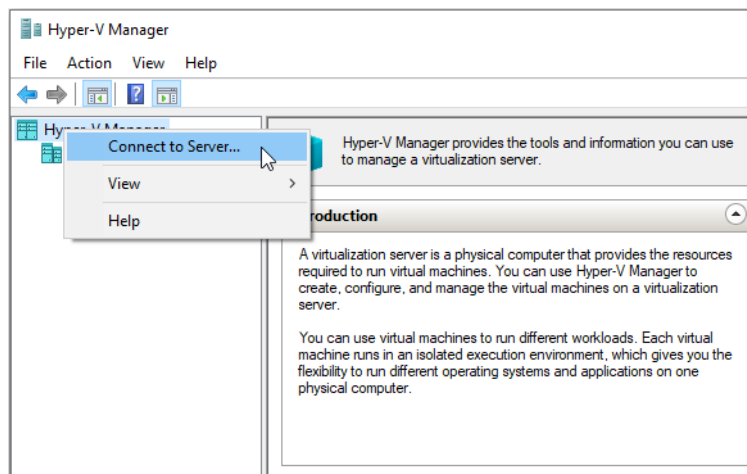 Hyper-V Manager
File Action View Help
Hyper-V Manager
Connect to Server...
View
Help
Hyper-V Manager provides the tools and information you can use
to manage a virtualization server.
roduction
A virtualization server is a physical computer that provides the resources
required to run virtual machines. You can use Hyper-V Manager to
create, configure, and manage the virtual machines on a virtualization
server.
You can use virtual machines to run different workloads. Each virtual
machine runs in an isolated execution environment, which gives you the
flexibility to run different operating systems and applications on one
physical computer.